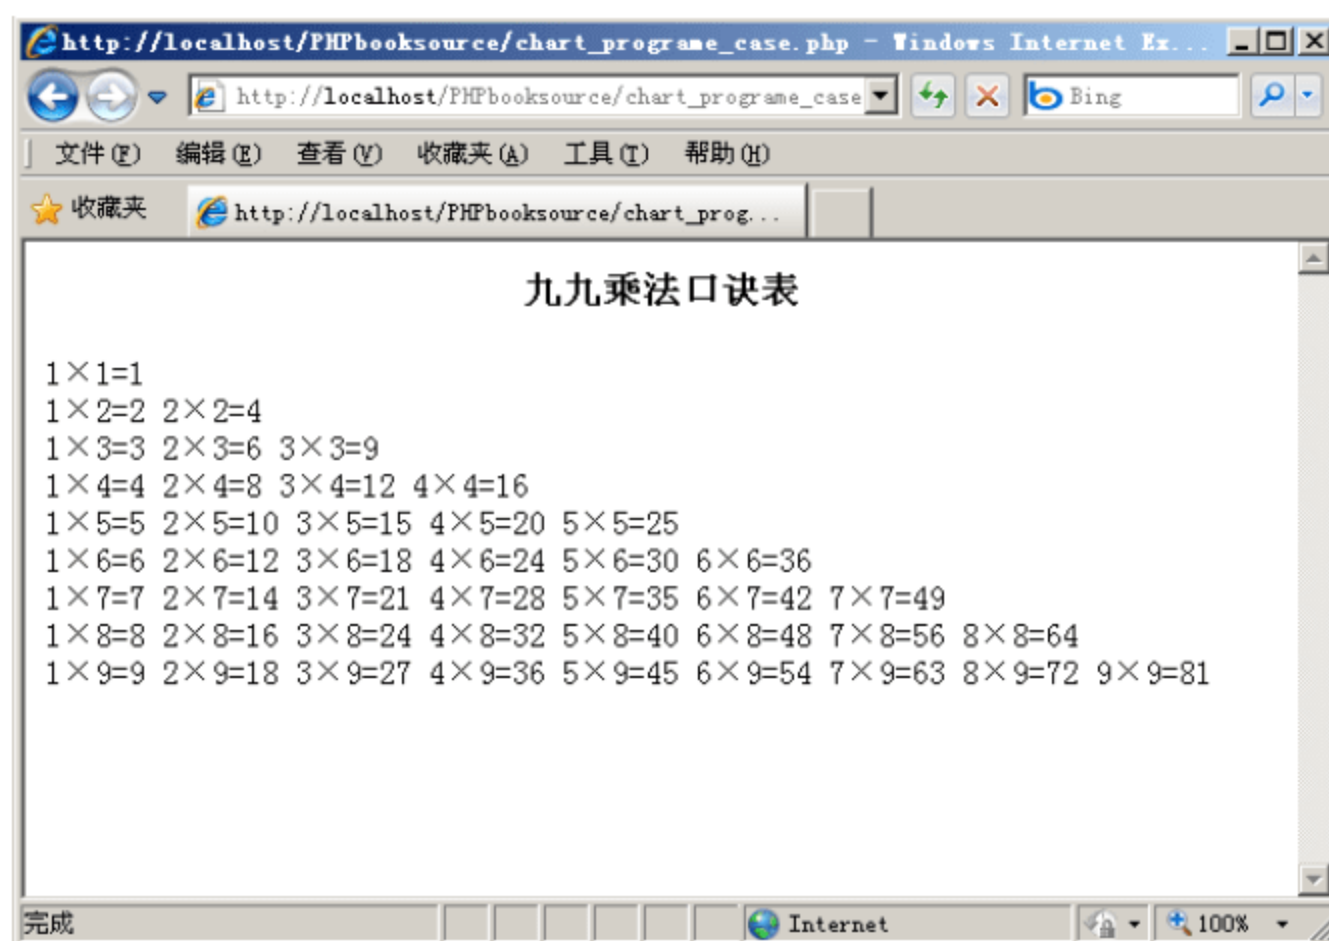 http://localhost/PHPbooksource/chart_programe_case.php - Windows Internet Ex...
http://localhost/PHPbooksource/chart_programe_case Bing
文件(F) 编辑(E) 查看(V) 收藏夹(A) 工具(T) 帮助(H)
收藏夹 http://localhost/PHPbooksource/chart_prog...
九九乘法口诀表
1×1=1
1×2=2 2×2=4
1×3=3 2×3=6 3×3=9
1×4=4 2×4=8 3×4=12 4×4=16
1×5=5 2×5=10 3×5=15 4×5=20 5×5=25
1×6=6 2×6=12 3×6=18 4×6=24 5×6=30 6×6=36
1×7=7 2×7=14 3×7=21 4×7=28 5×7=35 6×7=42 7×7=49
1×8=8 2×8=16 3×8=24 4×8=32 5×8=40 6×8=48 7×8=56 8×8=64
1×9=9 2×9=18 3×9=27 4×9=36 5×9=45 6×9=54 7×9=63 8×9=72 9×9=81
完成 Internet 100%